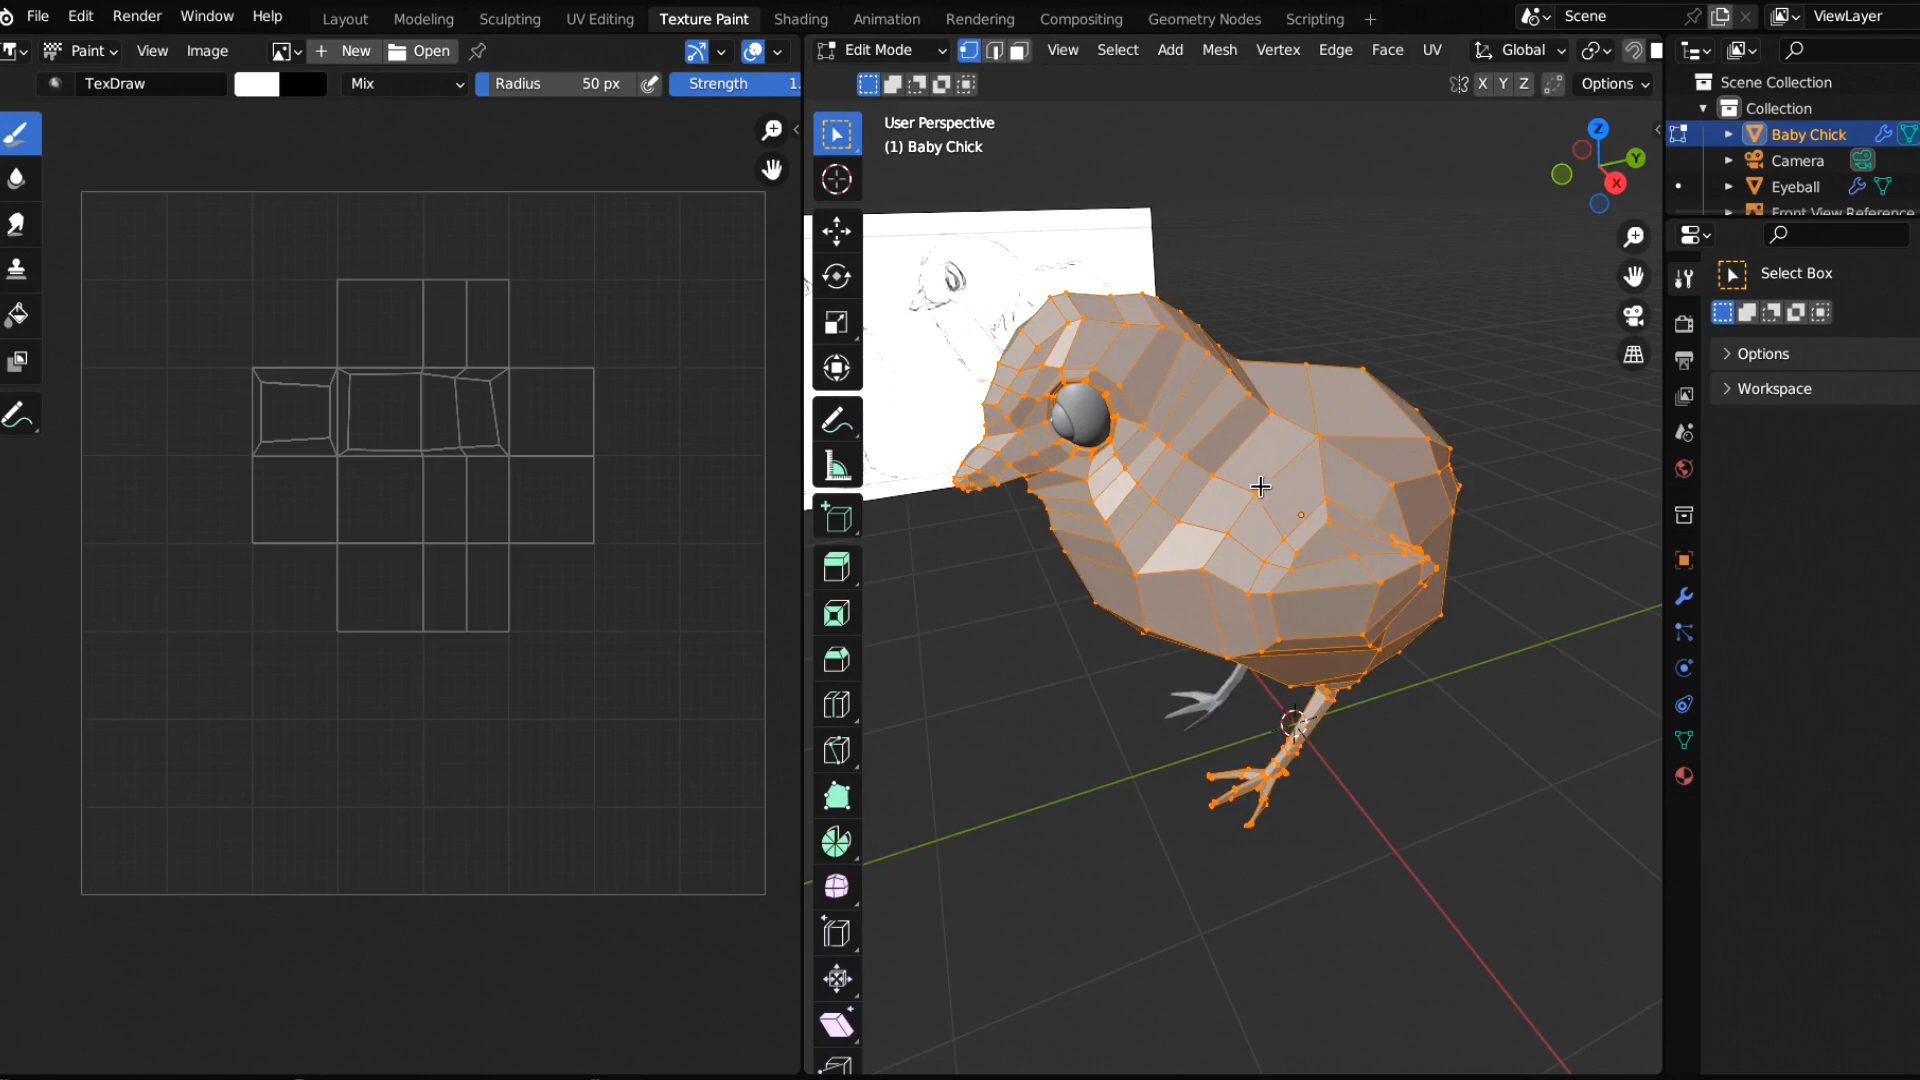 File Edit Render Window Help
Layout Modeling Sculpting UV Editing Texture Paint Shading Animation Rendering Compositing Geometry Nodes Scripting +
Scene
ViewLayer
Paint View Image
New
Open
Edit Mode
View Select Add Mesh Vertex Edge Face UV
Global
TexDraw
Mix
Radius 50 px
Strength 1.
X Y Z
Options
Scene Collection
Collection
Baby Chick
Camera
Eyeball
Front View Reference
User Perspective
(1) Baby Chick
Z
Y
X
Select Box
Options
Workspace